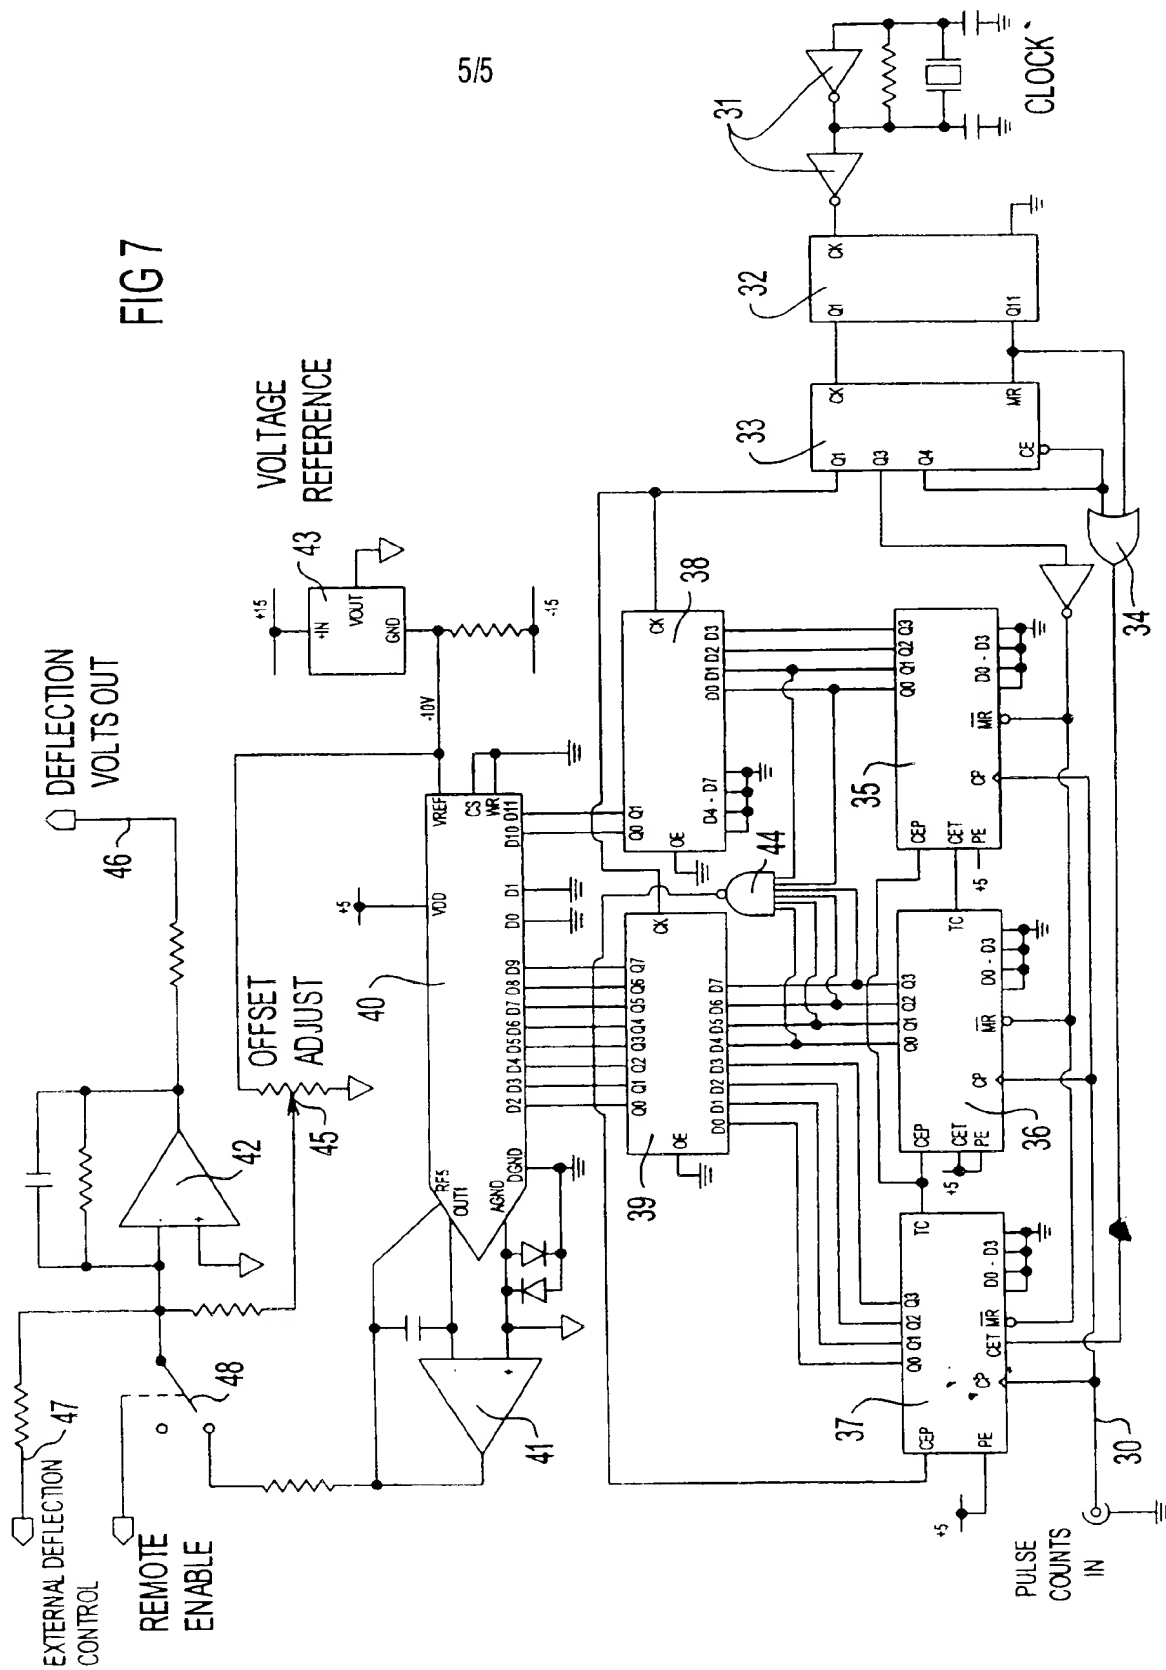 5/5
FIG 7
EXTERNAL DEFLECTION
CONTROL
47
REMOTE
ENABLE
48
DEFLECTION
VOLTS OUT
46
42
-
+
OFFSET
ADJUST
45
VOLTAGE
REFERENCE
43
+15
+IN
VOUT
GND
-15
-10V
+5
VDD
VREF
CS
WR
40
RF5
OUT1
AGND
DGND
D2 D3 D4 D5 D6 D7 D8 D9
D0 D1
D10 D11
41
-
+
39
OE
CK
Q0 Q1 Q2 Q3 Q4 Q5 Q6 Q7
D0 D1 D2 D3 D4 D5 D6 D7
44
38
OE
CK
Q0 Q1
D4 - D7
D0 D1 D2 D3
37
CEP
PE
+5
CP
CET
MR
D0 - D3
TC
Q0 Q1 Q2 Q3
36
CEP
CET
PE
+5
CP
MR
D0 - D3
TC
Q0 Q1 Q2 Q3
35
CEP
CET
PE
+5
CP
MR
D0 - D3
Q0 Q1 Q2 Q3
34
33
Q1
Q3
Q4
CE
CK
MR
32
Q1
Q11
CK
31
CLOCK
30
PULSE
COUNTS
IN